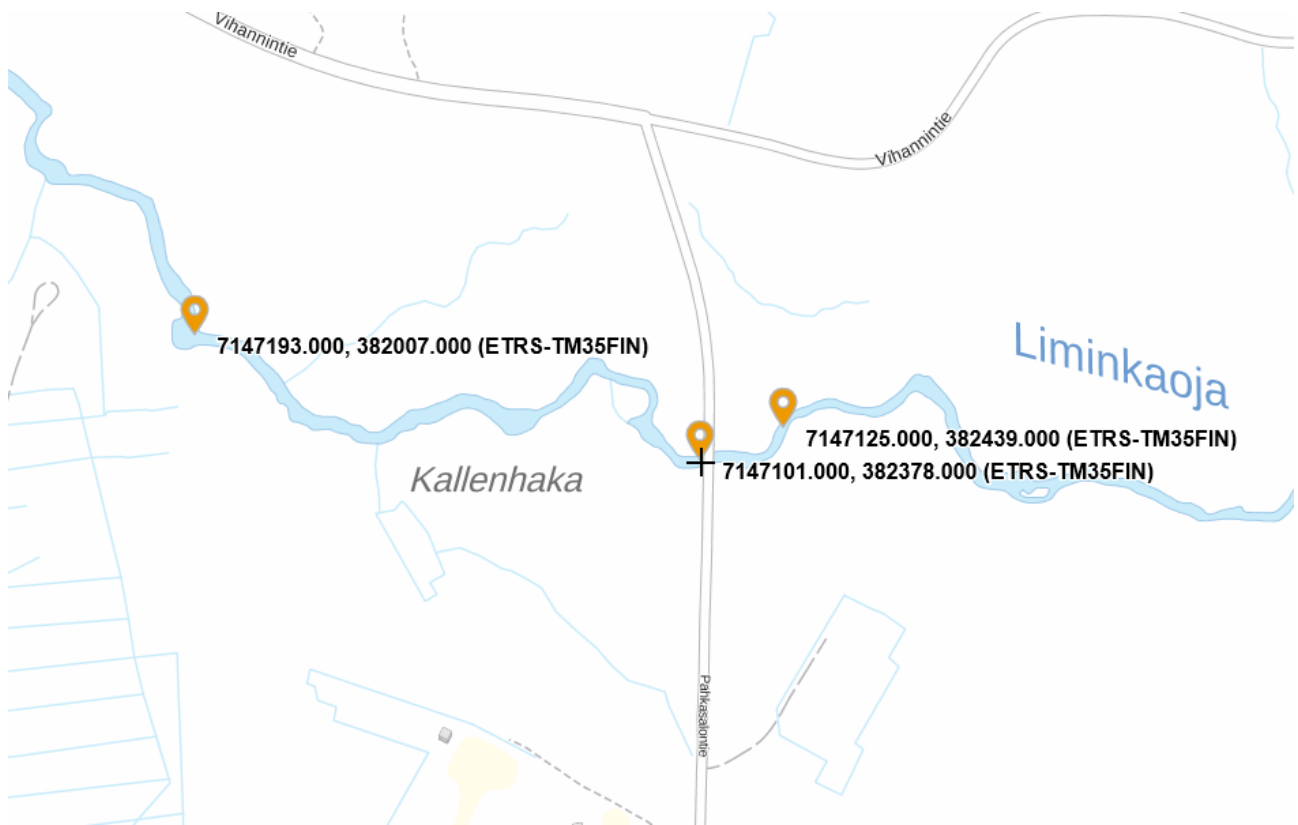 Vihannintie
Vihannintie
Liminkaoja
7147193.000, 382007.000 (ETRS-TM35FIN)
7147125.000, 382439.000 (ETRS-TM35FIN)
7147101.000, 382378.000 (ETRS-TM35FIN)
Kallenhaka
Pahkasalontie